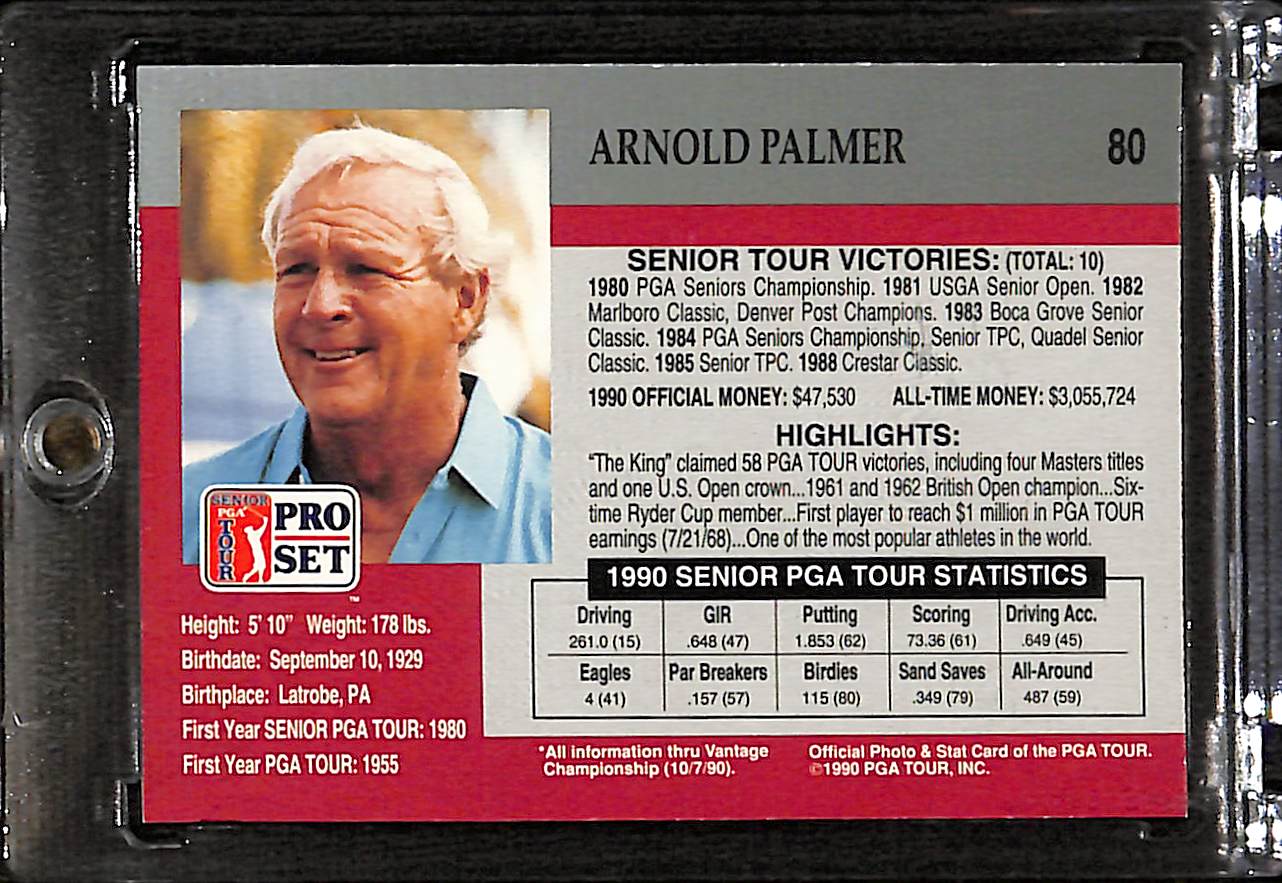 ARNOLD PALMER 80
SENIOR TOUR VICTORIES: (TOTAL: 10)
1980 PGA Seniors Championship. 1981 USGA Senior Open. 1982
Marlboro Classic, Denver Post Champions. 1983 Boca Grove Senior
Classic. 1984 PGA Seniors Championship, Senior TPC, Quadel Senior
Classic. 1985 Senior TPC. 1988 Crestar Classic.
1990 OFFICIAL MONEY: $47,530 ALL-TIME MONEY: $3,055,724
HIGHLIGHTS:
"The King" claimed 58 PGA TOUR victories, including four Masters titles
and one U.S. Open crown...1961 and 1962 British Open champion...Six-
time Ryder Cup member...First player to reach $1 million in PGA TOUR
earnings (7/21/68)...One of the most popular athletes in the world.
SENIOR
PGA
TOUR
PRO
SET
™
Height: 5' 10" Weight: 178 lbs.
Birthdate: September 10, 1929
Birthplace: Latrobe, PA
First Year SENIOR PGA TOUR: 1980
First Year PGA TOUR: 1955
1990 SENIOR PGA TOUR STATISTICS
Driving GIR Putting Scoring Driving Acc.
261.0 (15) .648 (47) 1.853 (62) 73.36 (61) .649 (45)
Eagles Par Breakers Birdies Sand Saves All-Around
4 (41) .157 (57) 115 (80) .349 (79) 487 (59)
*All information thru Vantage
Championship (10/7/90).
Official Photo & Stat Card of the PGA TOUR.
©1990 PGA TOUR, INC.